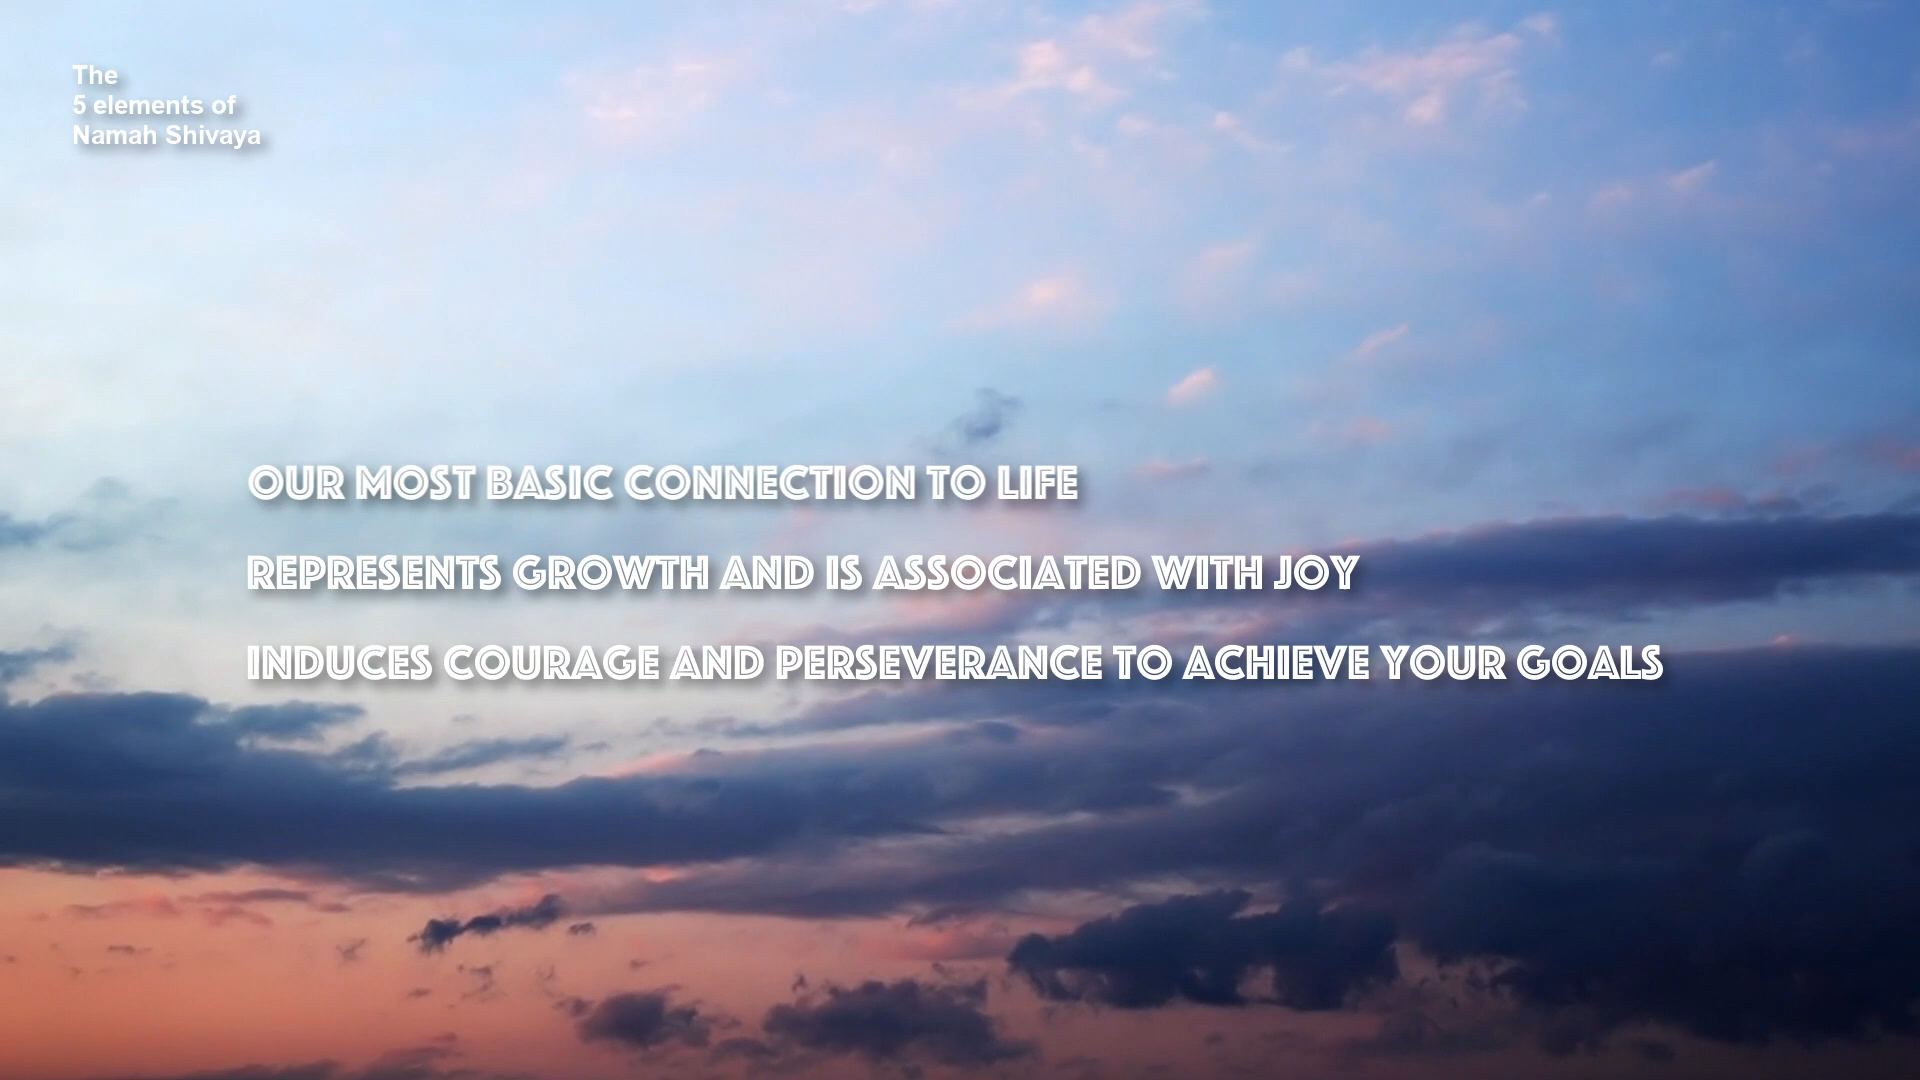 The
5 elements of
Namah Shivaya
OUR MOST BASIC CONNECTION TO LIFE
REPRESENTS GROWTH AND IS ASSOCIATED WITH JOY
INDUCES COURAGE AND PERSEVERANCE TO ACHIEVE YOUR GOALS